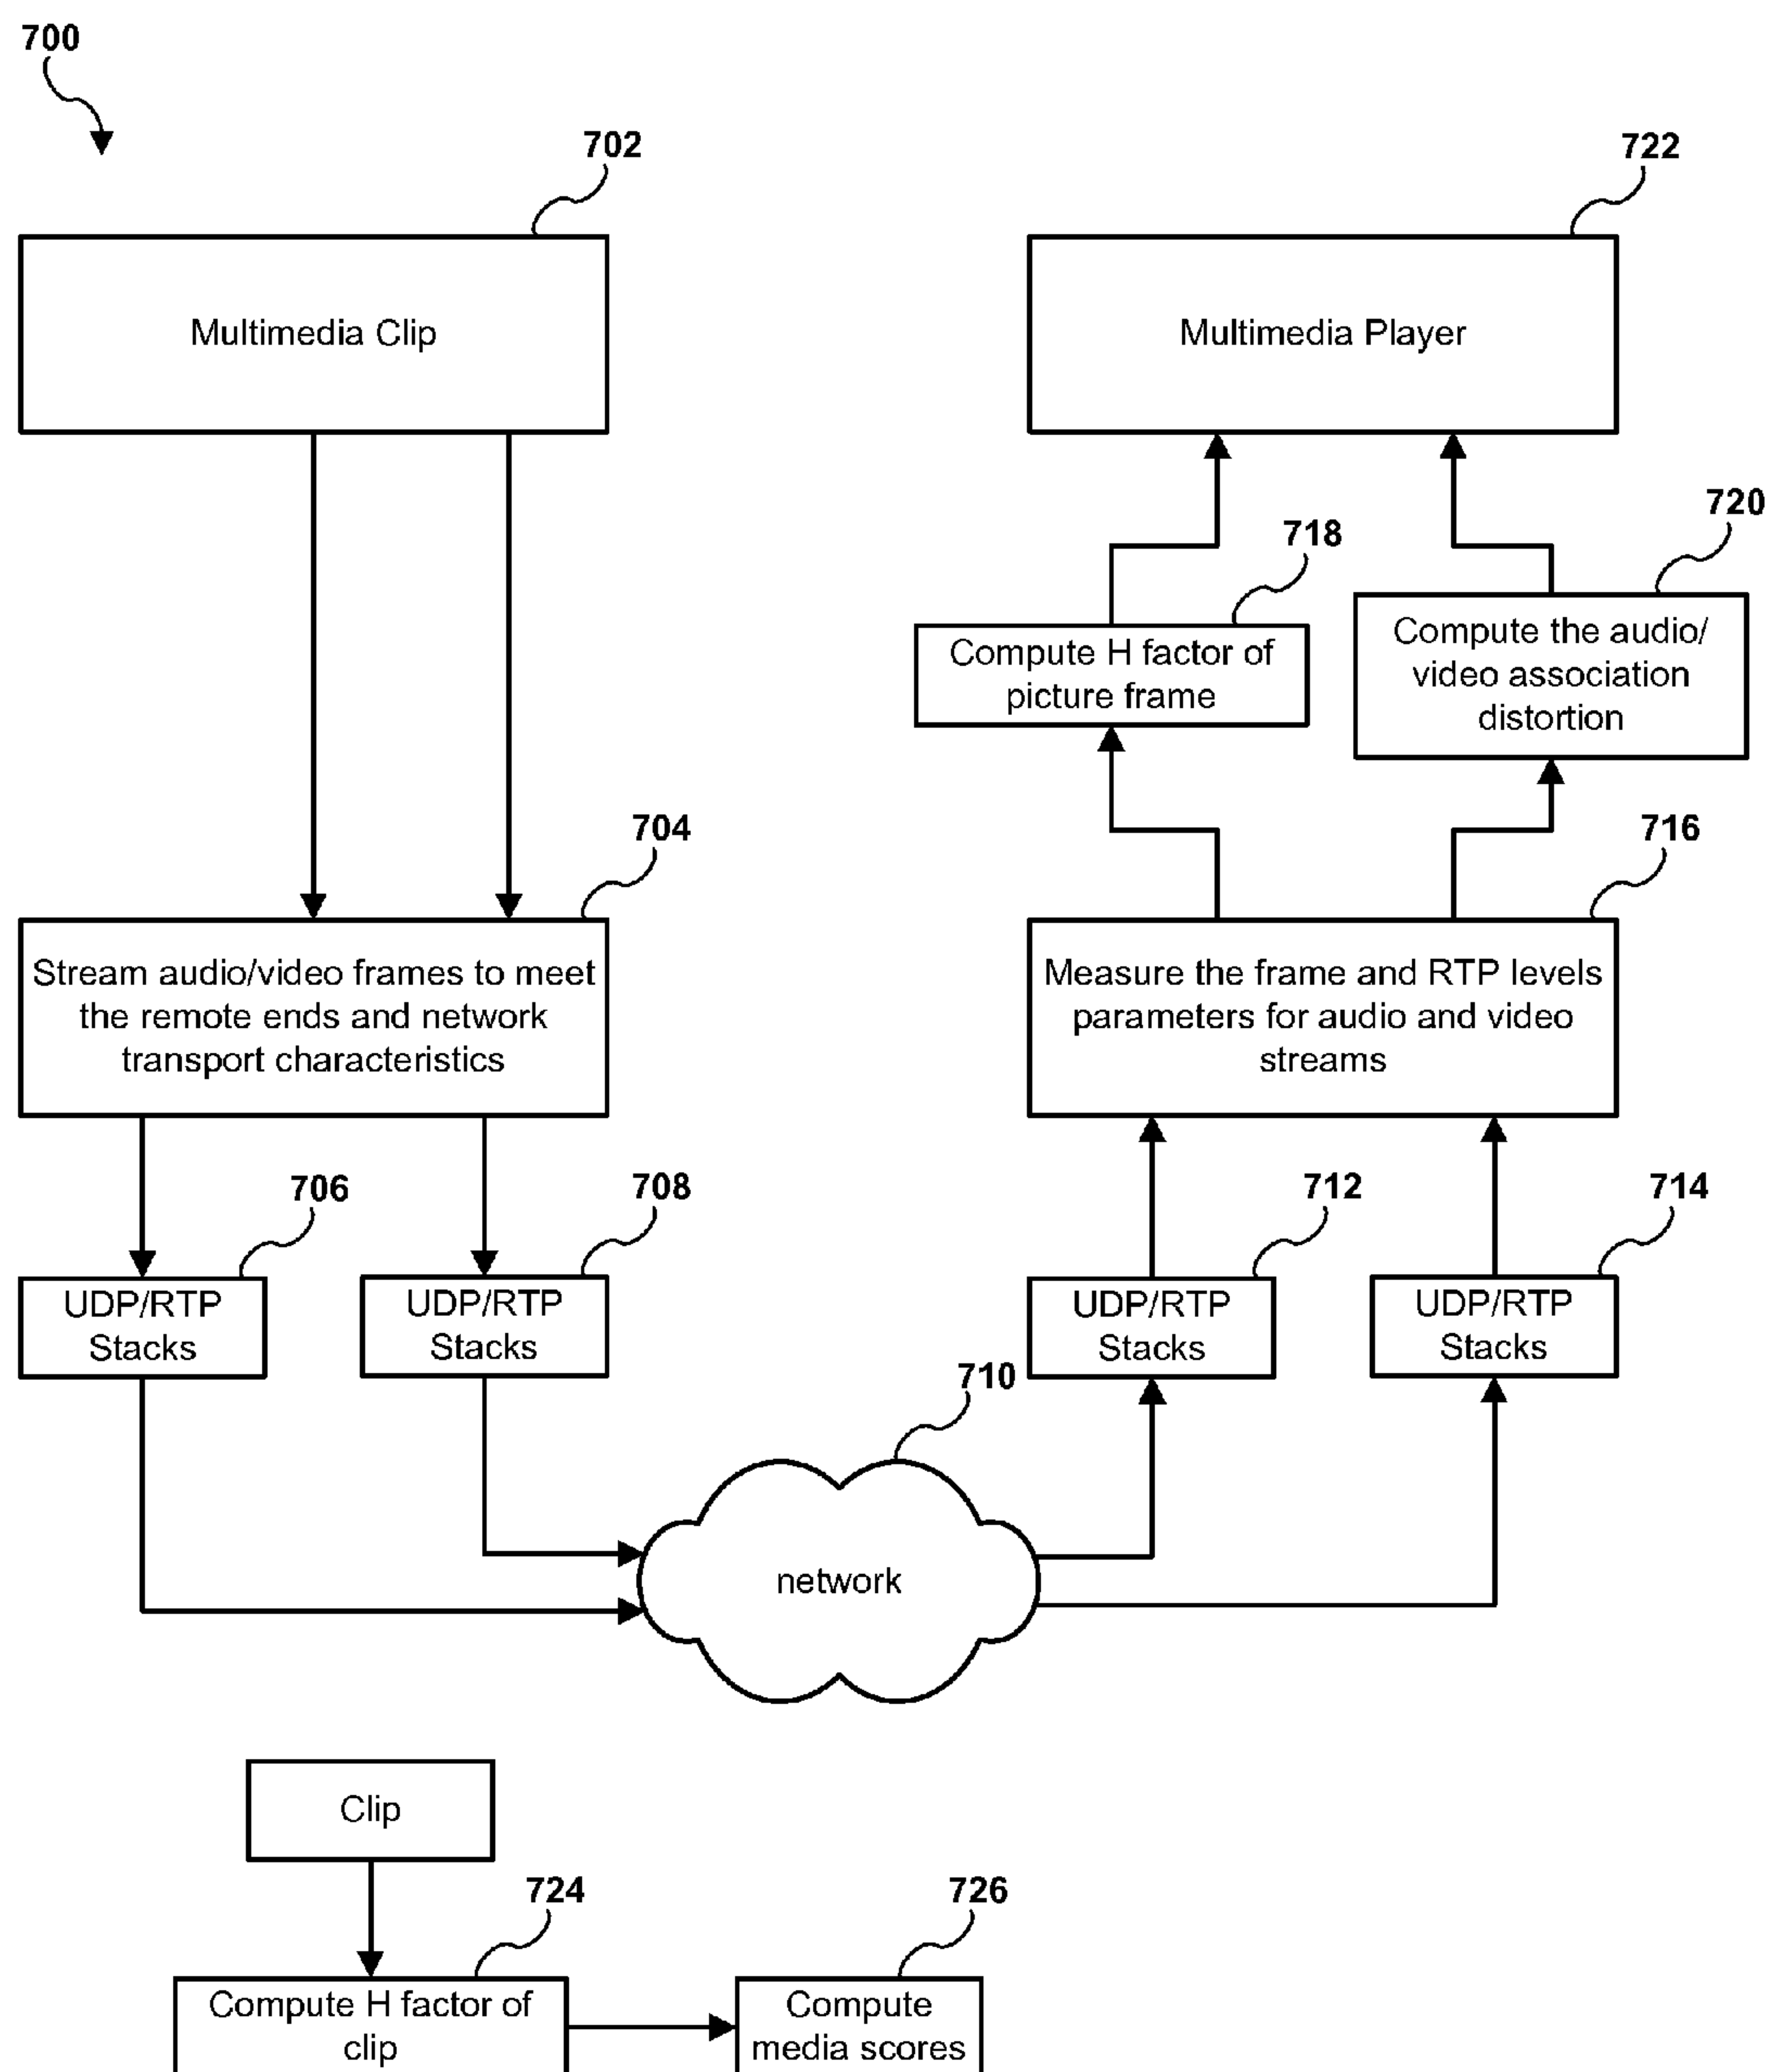 700
702
722
Multimedia Clip
Multimedia Player
718
720
Compute H factor of
picture frame
Compute the audio/
video association
distortion
704
716
Stream audio/video frames to meet
the remote ends and network
transport characteristics
Measure the frame and RTP levels
parameters for audio and video
streams
706
708
712
714
UDP/RTP
Stacks
UDP/RTP
Stacks
UDP/RTP
Stacks
UDP/RTP
Stacks
710
network
Clip
724
726
Compute H factor of
clip
Compute
media scores